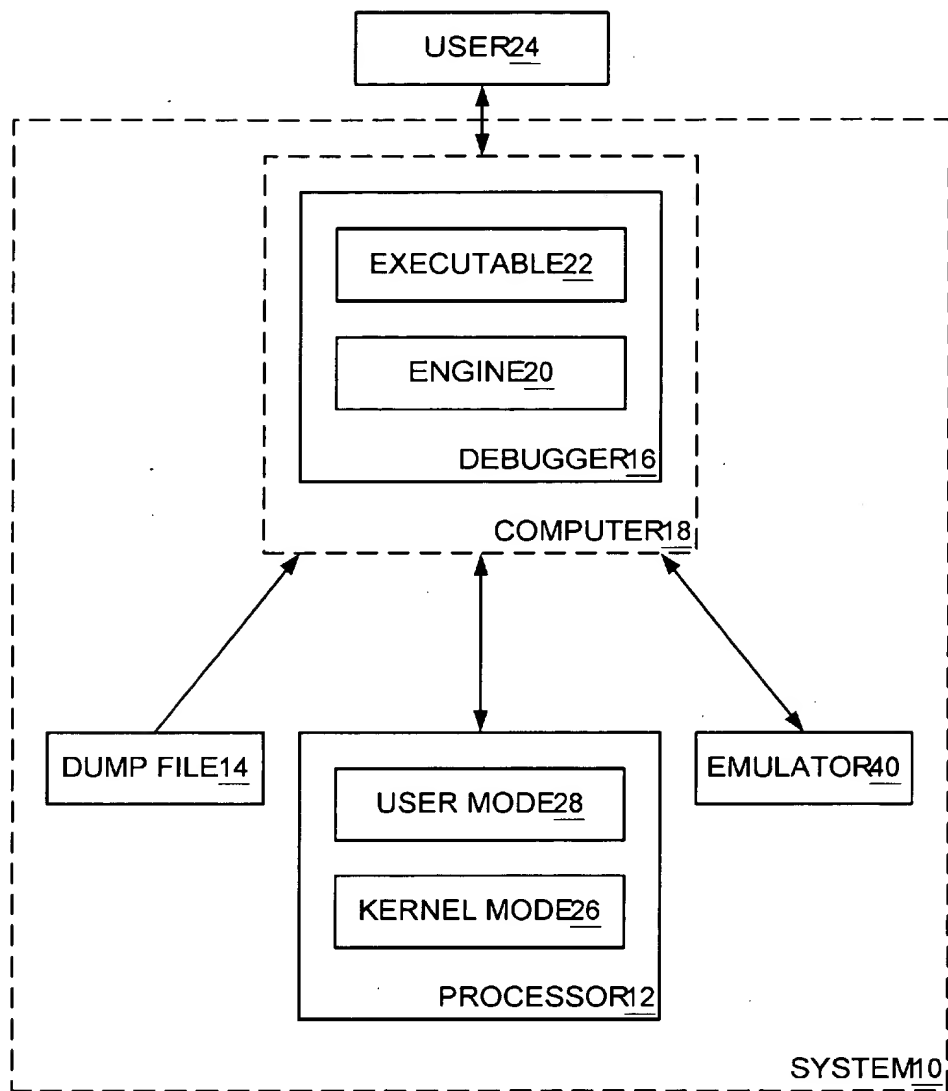 USER24
EXECUTABLE22
ENGINE20
DEBUGGER16
COMPUTER18
DUMP FILE14
USER MODE28
EMULATOR40
KERNEL MODE26
PROCESSOR12
SYSTEM10